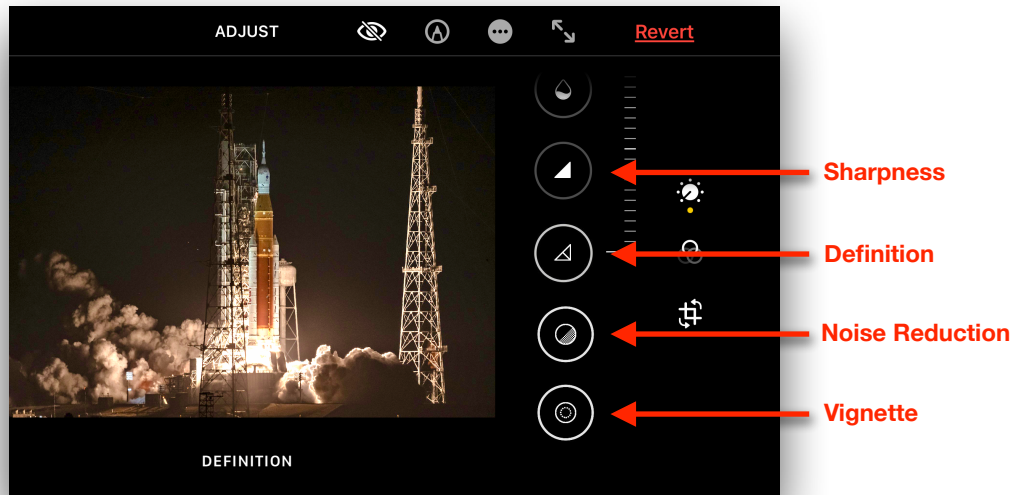 ADJUST
Revert
Sharpness
Definition
Noise Reduction
Vignette
DEFINITION